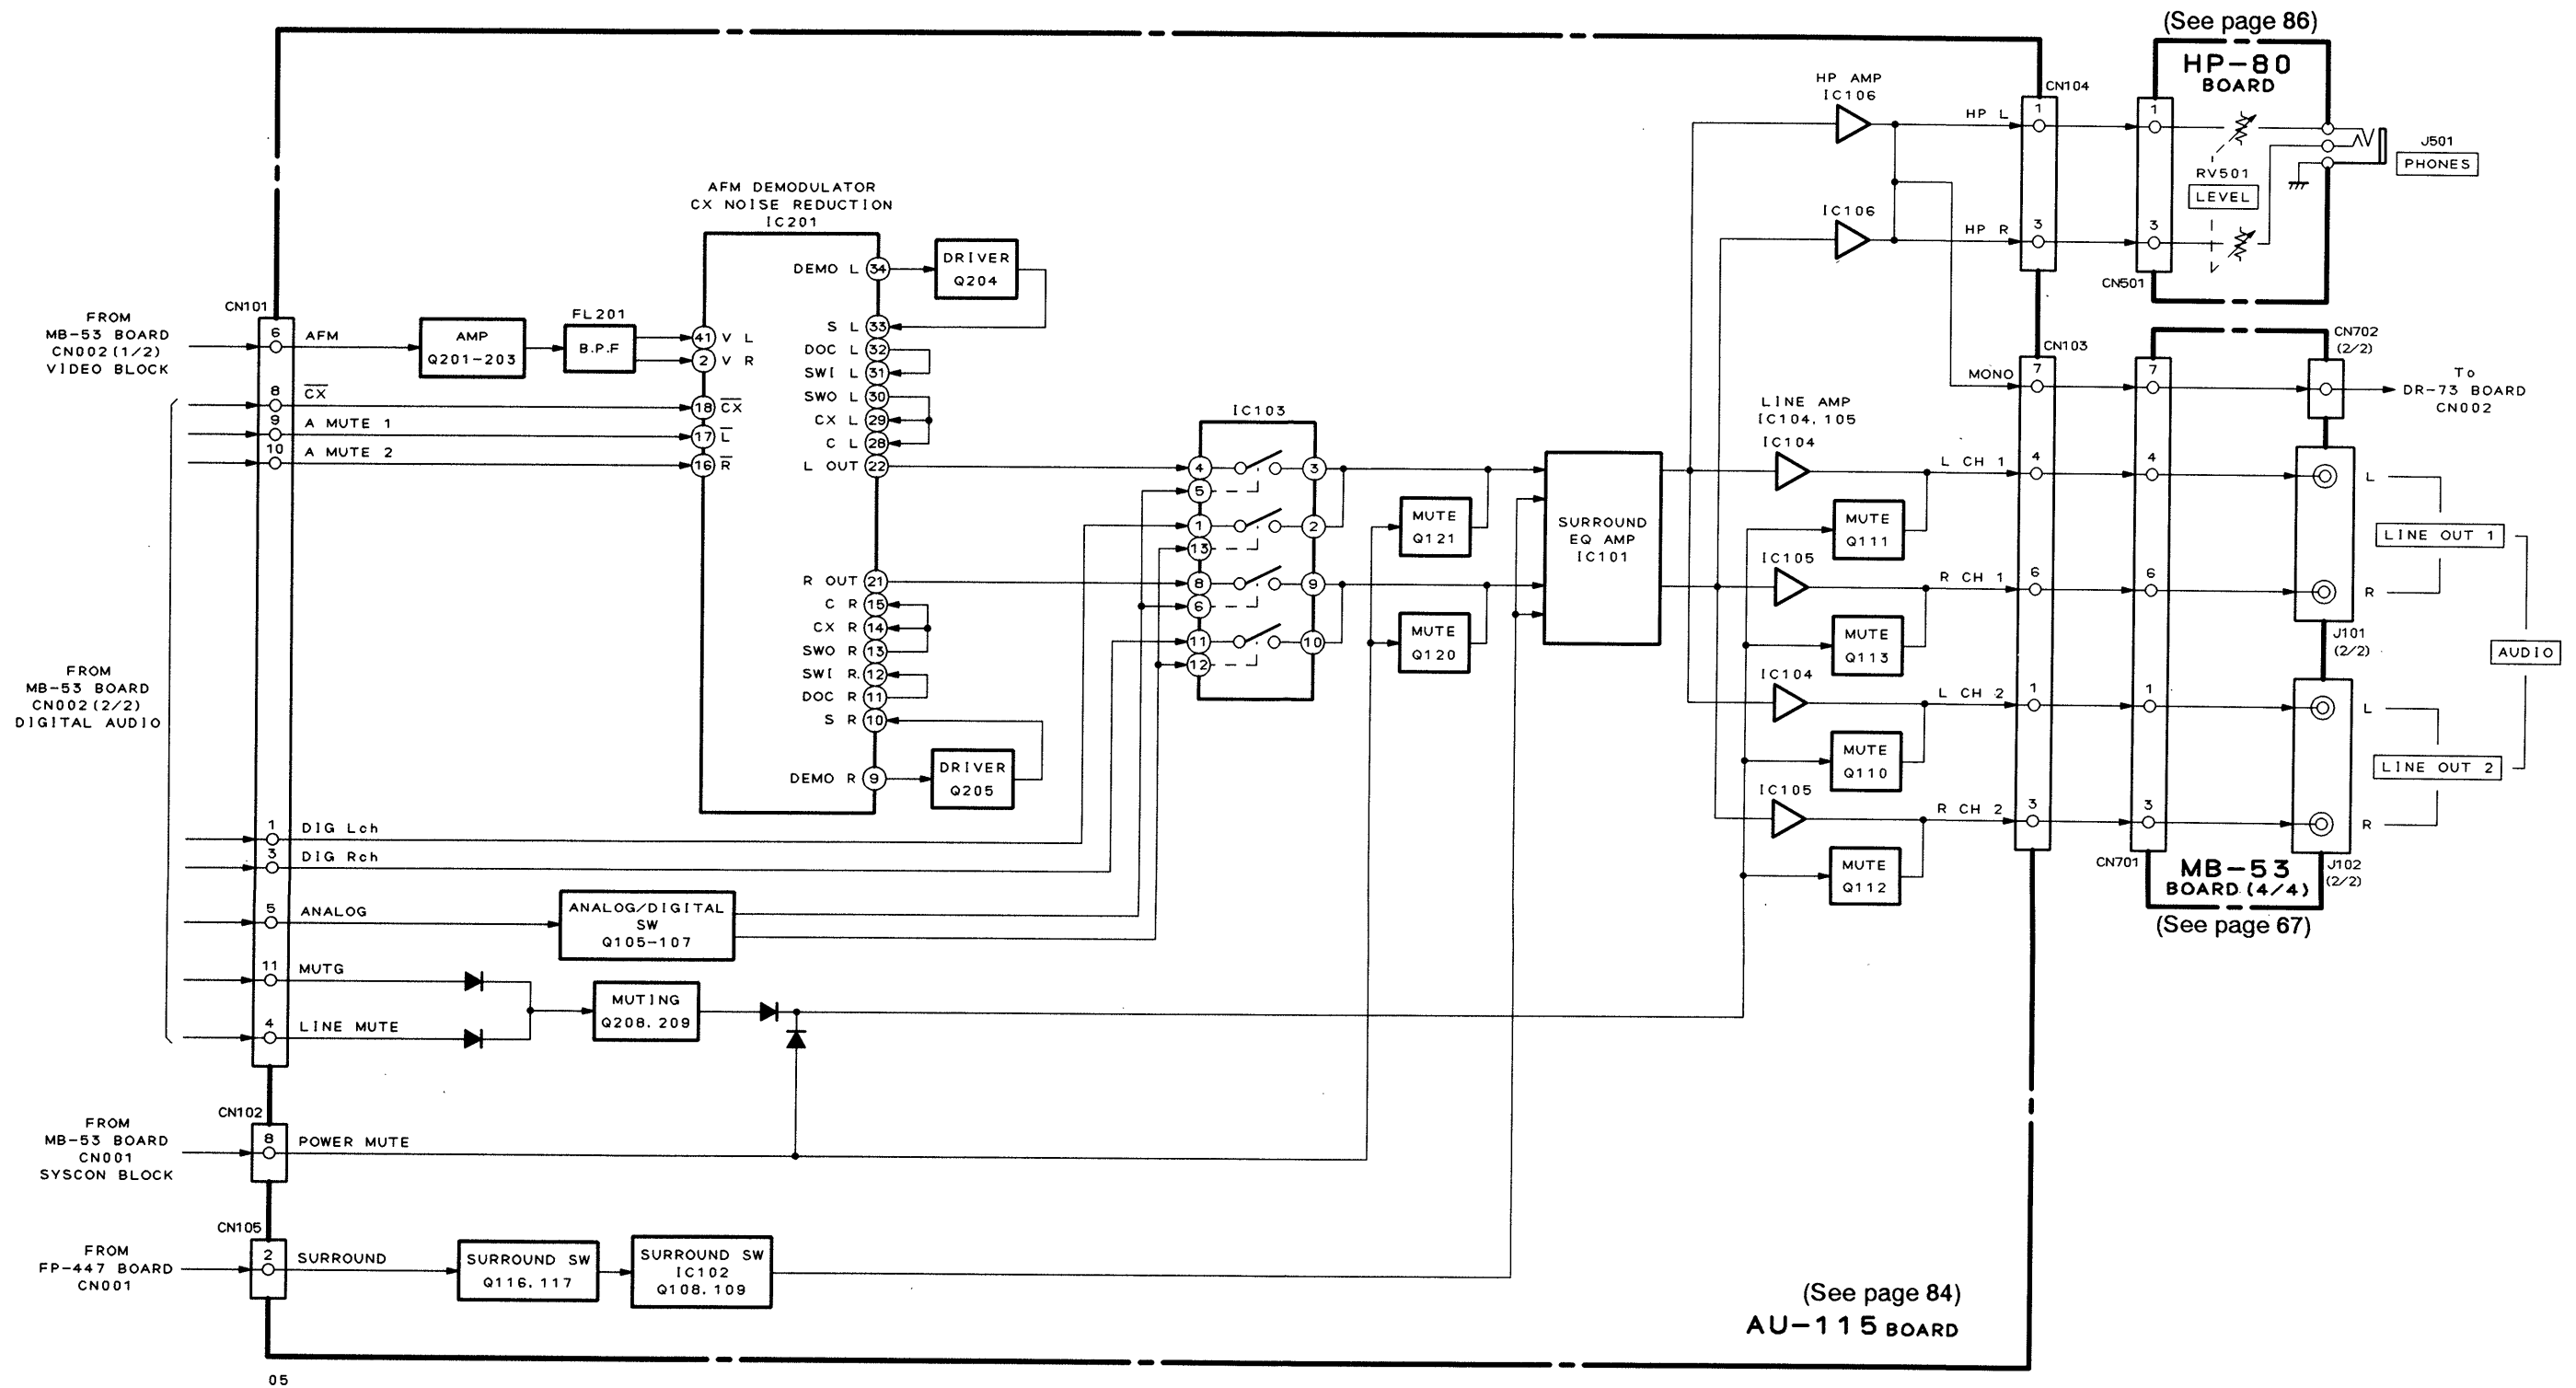 (See page 86)
HP-80
BOARD
CN104
HP AMP
IC106
HP L
1
1
J501
PHONES
RV501
LEVEL
IC106
HP R
3
3
CN501
AFM DEMODULATOR
CX NOISE REDUCTION
IC201
DEMO L 34
DRIVER
Q204
S L 33
DOC L 32
SWI L 31
SWO L 30
CX L 29
C L 28
L OUT 22
R OUT 21
C R 15
CX R 14
SWO R 13
SWI R. 12
DOC R 11
S R 10
DEMO R 9
DRIVER
Q205
41 V L
2 V R
18 CX
17 L
16 R
CN101
FROM
MB-53 BOARD
CN002(1/2)
VIDEO BLOCK
6
AFM
AMP
Q201-203
FL201
B.P.F
8
CX
9
A MUTE 1
10
A MUTE 2
FROM
MB-53 BOARD
CN002(2/2)
DIGITAL AUDIO
1
DIG Lch
3
DIG Rch
5
ANALOG
ANALOG/DIGITAL
SW
Q105-107
11
MUTG
4
LINE MUTE
MUTING
Q208.209
IC103
4
3
5
1
2
13
8
9
6
11
10
12
MUTE
Q121
MUTE
Q120
SURROUND
EQ AMP
IC101
LINE AMP
IC104,105
IC104
L CH 1
MUTE
Q111
IC105
R CH 1
MUTE
Q113
IC104
L CH 2
MUTE
Q110
IC105
R CH 2
MUTE
Q112
CN103
MONO
7
4
6
1
3
7
4
6
1
3
CN701
CN702
(2/2)
To
DR-73 BOARD
CN002
L
LINE OUT 1
R
J101
(2/2)
AUDIO
L
LINE OUT 2
R
J102
(2/2)
MB-53
BOARD(4/4)
(See page 67)
CN102
FROM
MB-53 BOARD
CN001
SYSCON BLOCK
8
POWER MUTE
CN105
FROM
FP-447 BOARD
CN001
2
SURROUND
SURROUND SW
Q116.117
SURROUND SW
IC102
Q108.109
(See page 84)
AU-115 BOARD
05